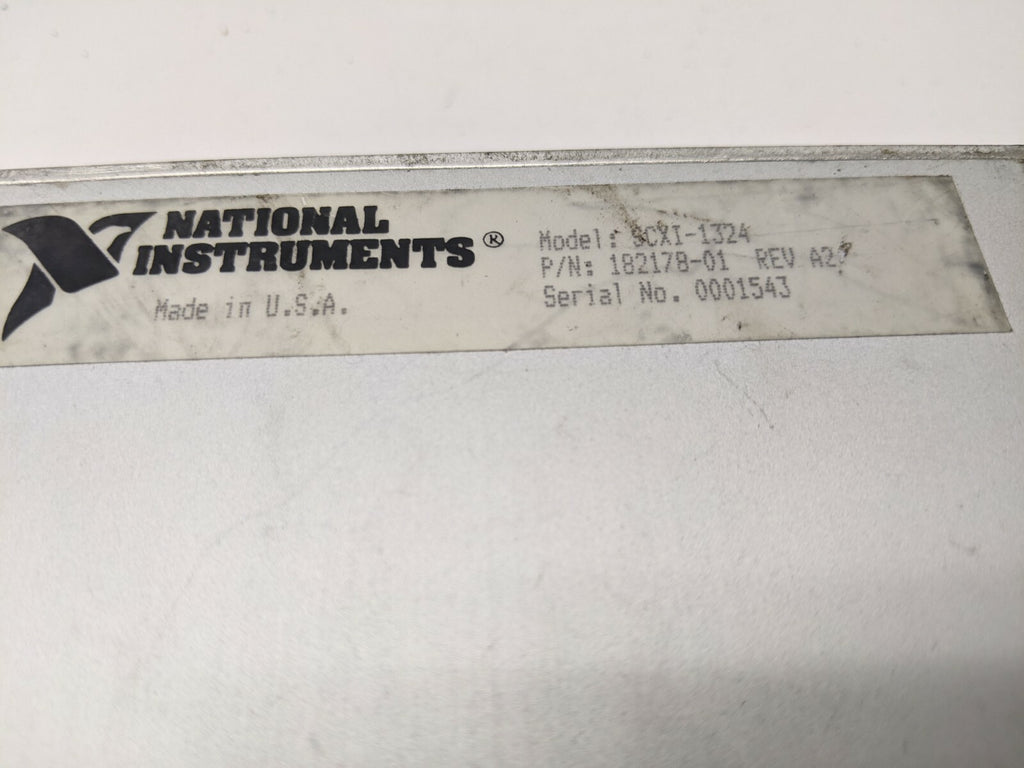 NATIONAL
INSTRUMENTS®
Made in U.S.A.
Model: SCXI-1324
P/N: 182178-01 REV A2
Serial No. 0001543